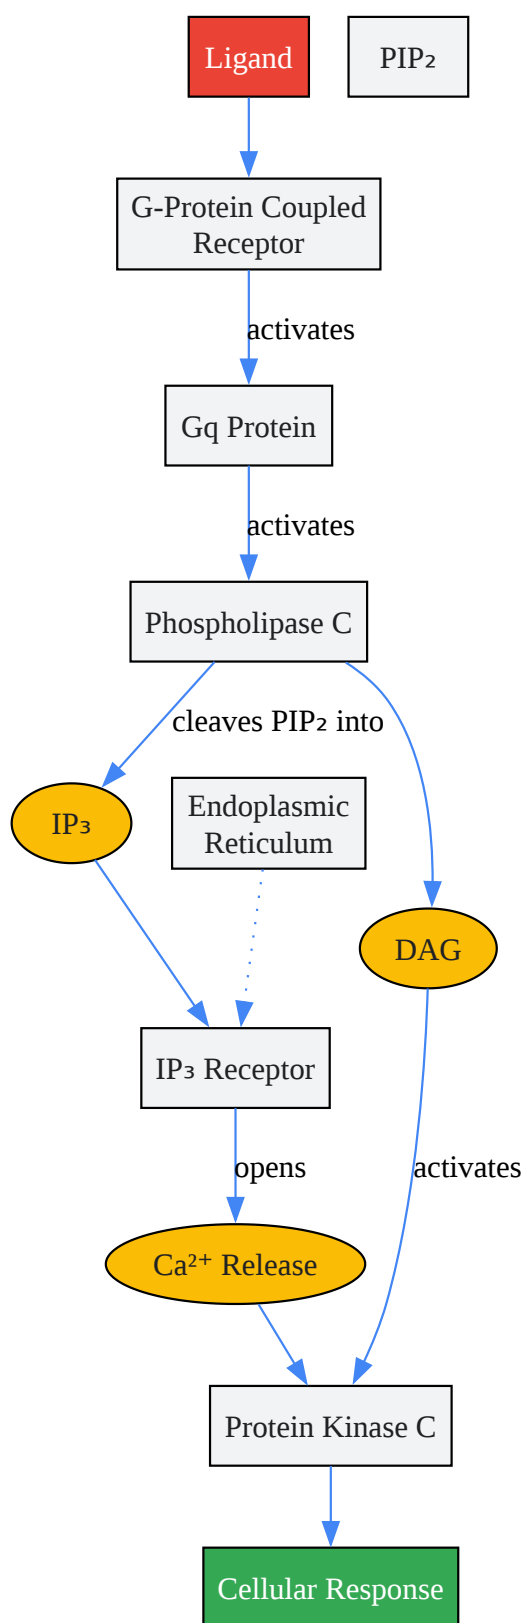 Ligand
PIP₂
G-Protein Coupled
Receptor
activates
Gq Protein
activates
Phospholipase C
cleaves PIP₂ into
IP₃
Endoplasmic
Reticulum
DAG
IP₃ Receptor
opens
activates
Ca²⁺ Release
Protein Kinase C
Cellular Response